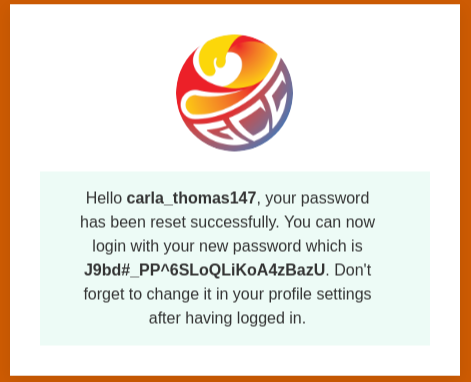 GCC
Hello carla_thomas147, your password
has been reset successfully. You can now
login with your new password which is
J9bd#_PP^6SLoQLiKoA4zBazU. Don't
forget to change it in your profile settings
after having logged in.